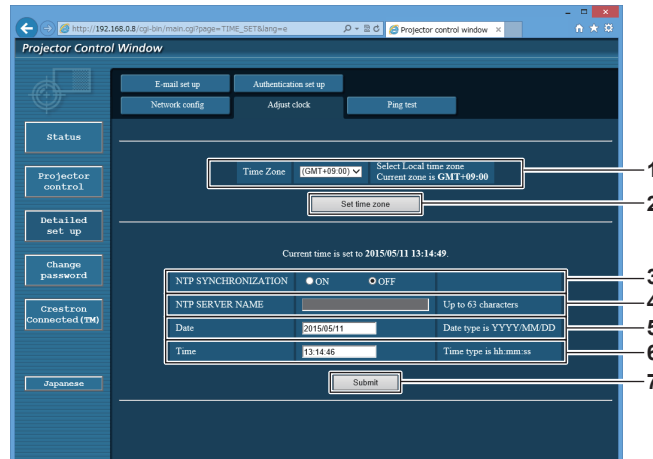 http://192.168.0.8/cgi-bin/main.cgi?page=TIME_SET&lang=e
Projector control window
Projector Control Window
E-mail set up
Authentication set up
Network config
Adjust clock
Ping test
Status
Projector
control
Detailed
set up
Change
password
Crestron
Connected(TM)
Japanese
Time Zone
(GMT+09:00)
Select Local time zone
Current zone is GMT+09:00
1
Set time zone
2
Current time is set to 2015/05/11 13:14:49.
NTP SYNCHRONIZATION
ON
OFF
3
NTP SERVER NAME
Up to 63 characters
4
Date
2015/05/11
Date type is YYYY/MM/DD
5
Time
13:14:46
Time type is hh:mm:ss
6
Submit
7